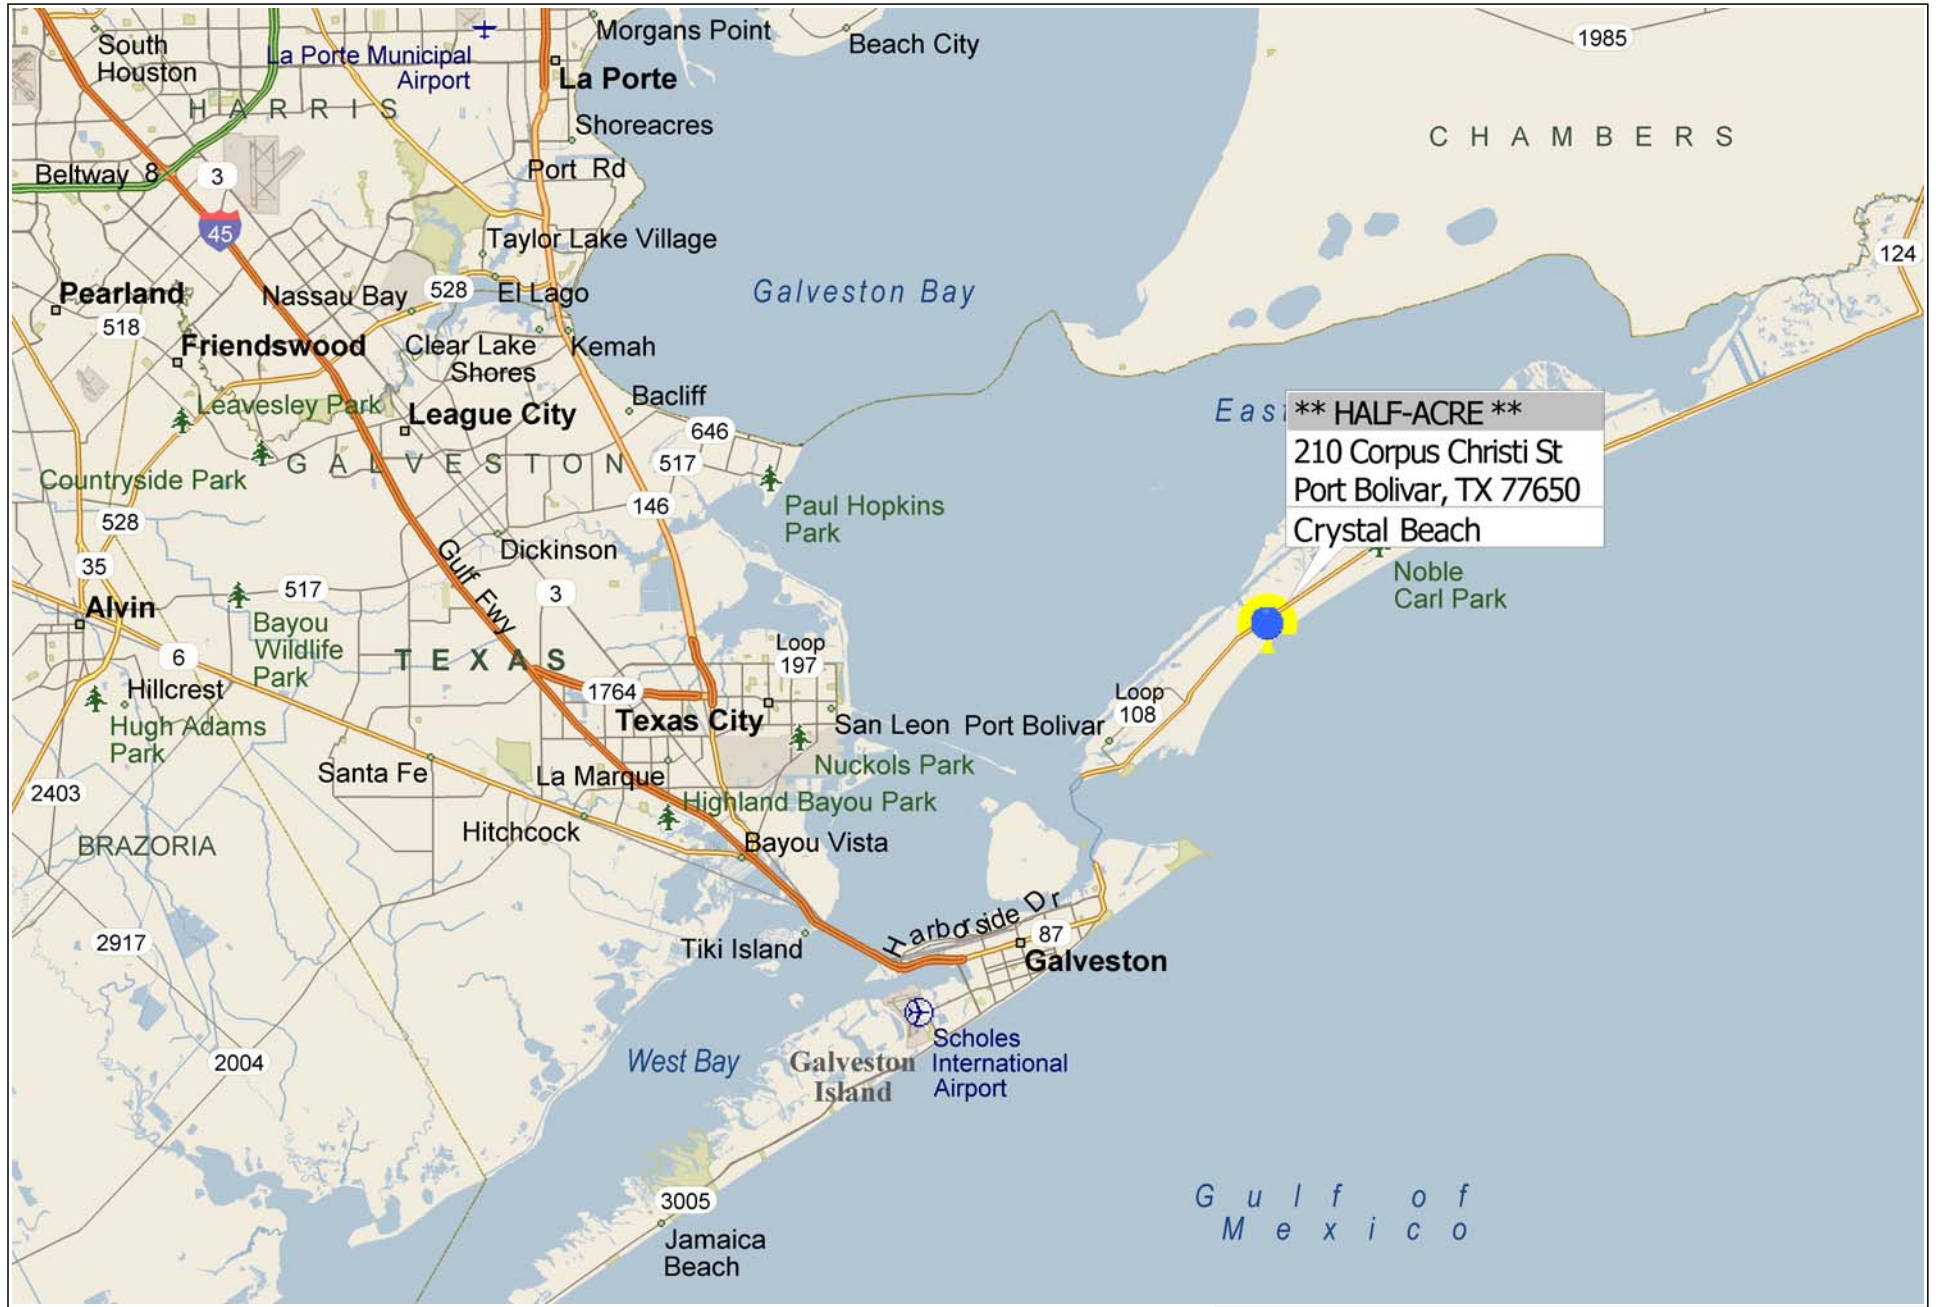 Morgans Point
Beach City
1985
South
Houston
La Porte Municipal
Airport
La Porte
HARRIS
Shoreacres
CHAMBERS
Beltway 8
3
Port Rd
45
Taylor Lake Village
124
Pearland
Nassau Bay
528
El Lago
Galveston Bay
518
Friendswood
Clear Lake
Shores
Kemah
Leavesley Park
League City
Bacliff
East
** HALF-ACRE **
210 Corpus Christi St
Port Bolivar, TX 77650
Crystal Beach
646
GALVESTON
517
Countryside Park
146
Paul Hopkins
Park
528
Dickinson
35
Gulf Fwy
517
3
Noble
Carl Park
Alvin
Bayou
Wildlife
Park
6
TEXAS
Loop
197
Hillcrest
1764
Loop
108
Hugh Adams
Park
Texas City
San Leon
Port Bolivar
Santa Fe
La Marque
Nuckols Park
2403
Highland Bayou Park
BRAZORIA
Hitchcock
Bayou Vista
Harborside Dr
2917
Tiki Island
87
Galveston
Scholes
International
Airport
2004
West Bay
Galveston
Island
3005
Gulf of
Mexico
Jamaica
Beach